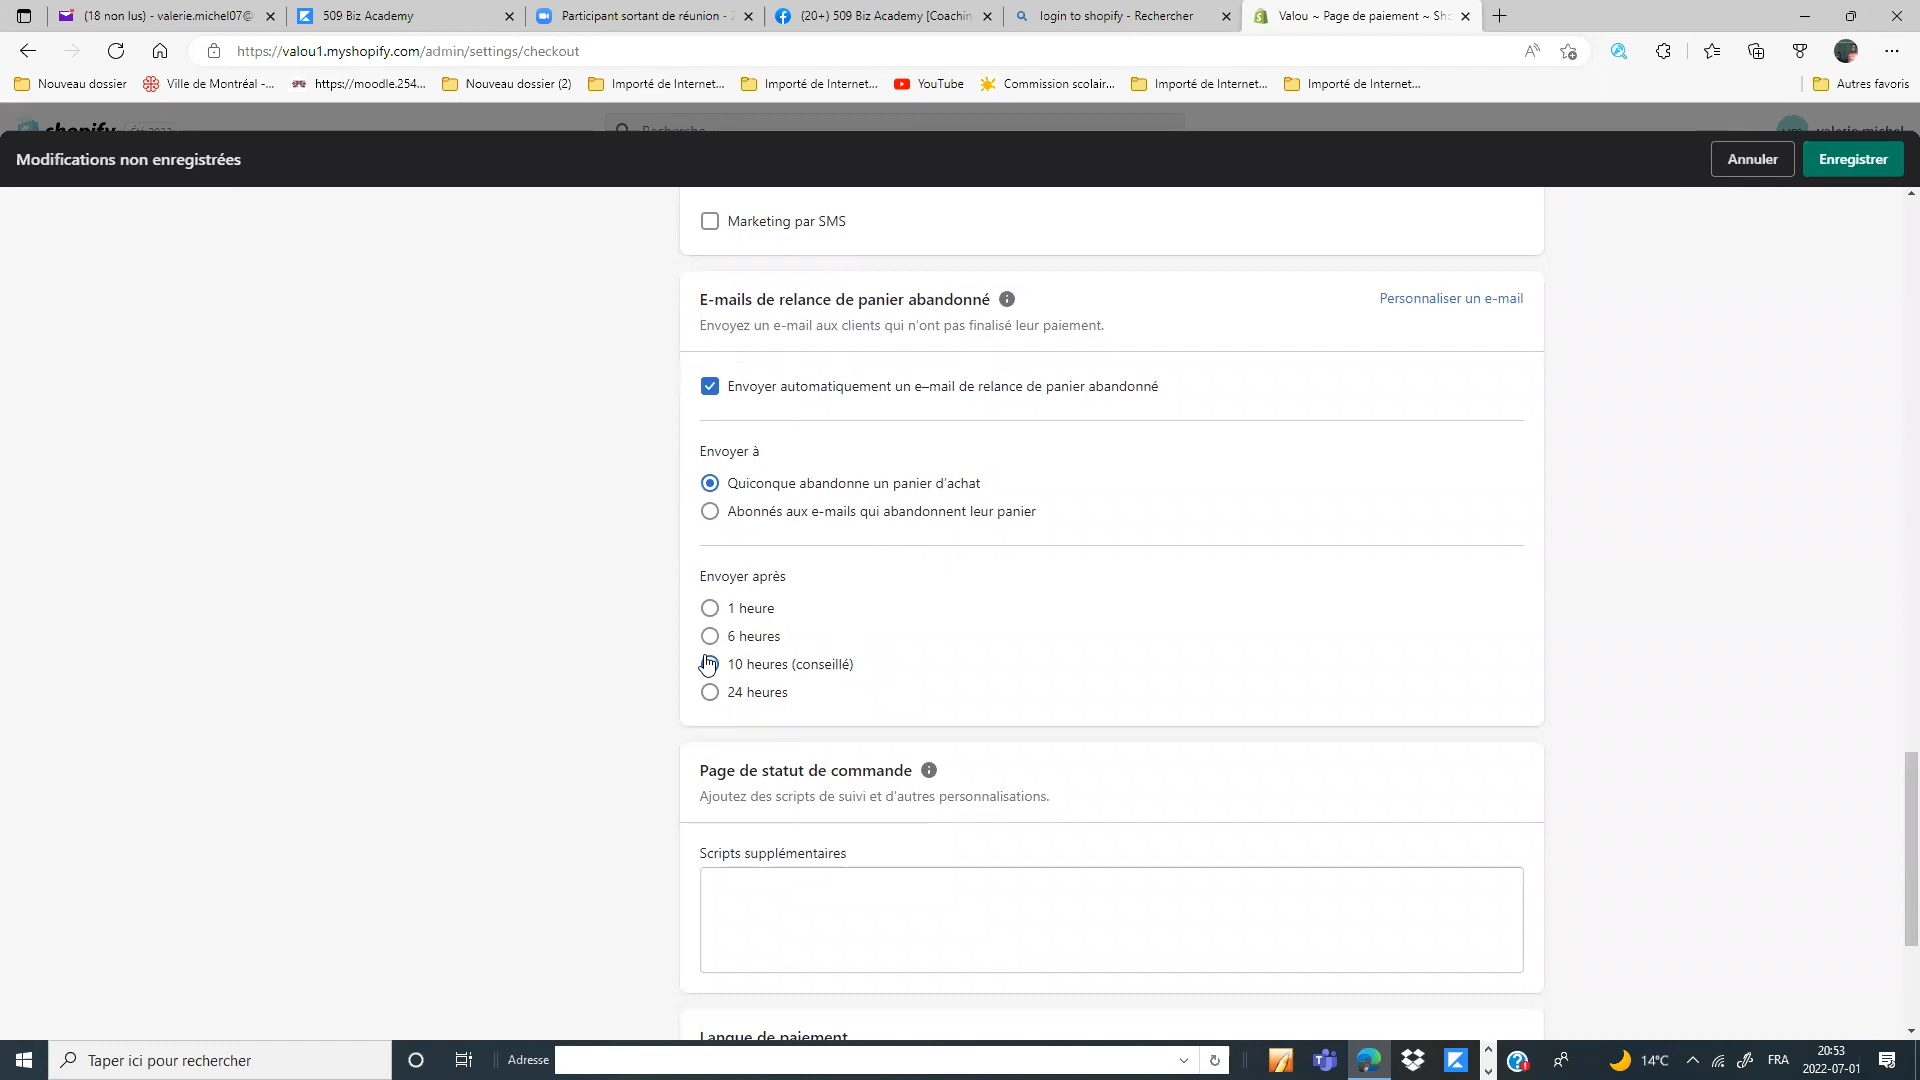 (18 non lus) - valerie.michel07@
509 Biz Academy
Participant sortant de réunion - Z
(20+) 509 Biz Academy [Coachin
login to shopify - Rechercher
Valou ~ Page de paiement ~ Sho
https://valou1.myshopify.com/admin/settings/checkout
Nouveau dossier
Ville de Montréal -...
https://moodle.254...
Nouveau dossier (2)
Importé de Internet...
Importé de Internet...
YouTube
Commission scolair...
Importé de Internet...
Importé de Internet...
Autres favoris
shopify
Recherche
valerie michel
Modifications non enregistrées
Annuler
Enregistrer
Marketing par SMS
E-mails de relance de panier abandonné
Personnaliser un e-mail
Envoyez un e-mail aux clients qui n'ont pas finalisé leur paiement.
Envoyer automatiquement un e–mail de relance de panier abandonné
Envoyer à
Quiconque abandonne un panier d'achat
Abonnés aux e-mails qui abandonnent leur panier
Envoyer après
1 heure
6 heures
10 heures (conseillé)
24 heures
Page de statut de commande
Ajoutez des scripts de suivi et d'autres personnalisations.
Scripts supplémentaires
Langue de paiement
Taper ici pour rechercher
Adresse
14°C
FRA
20:53
2022-07-01